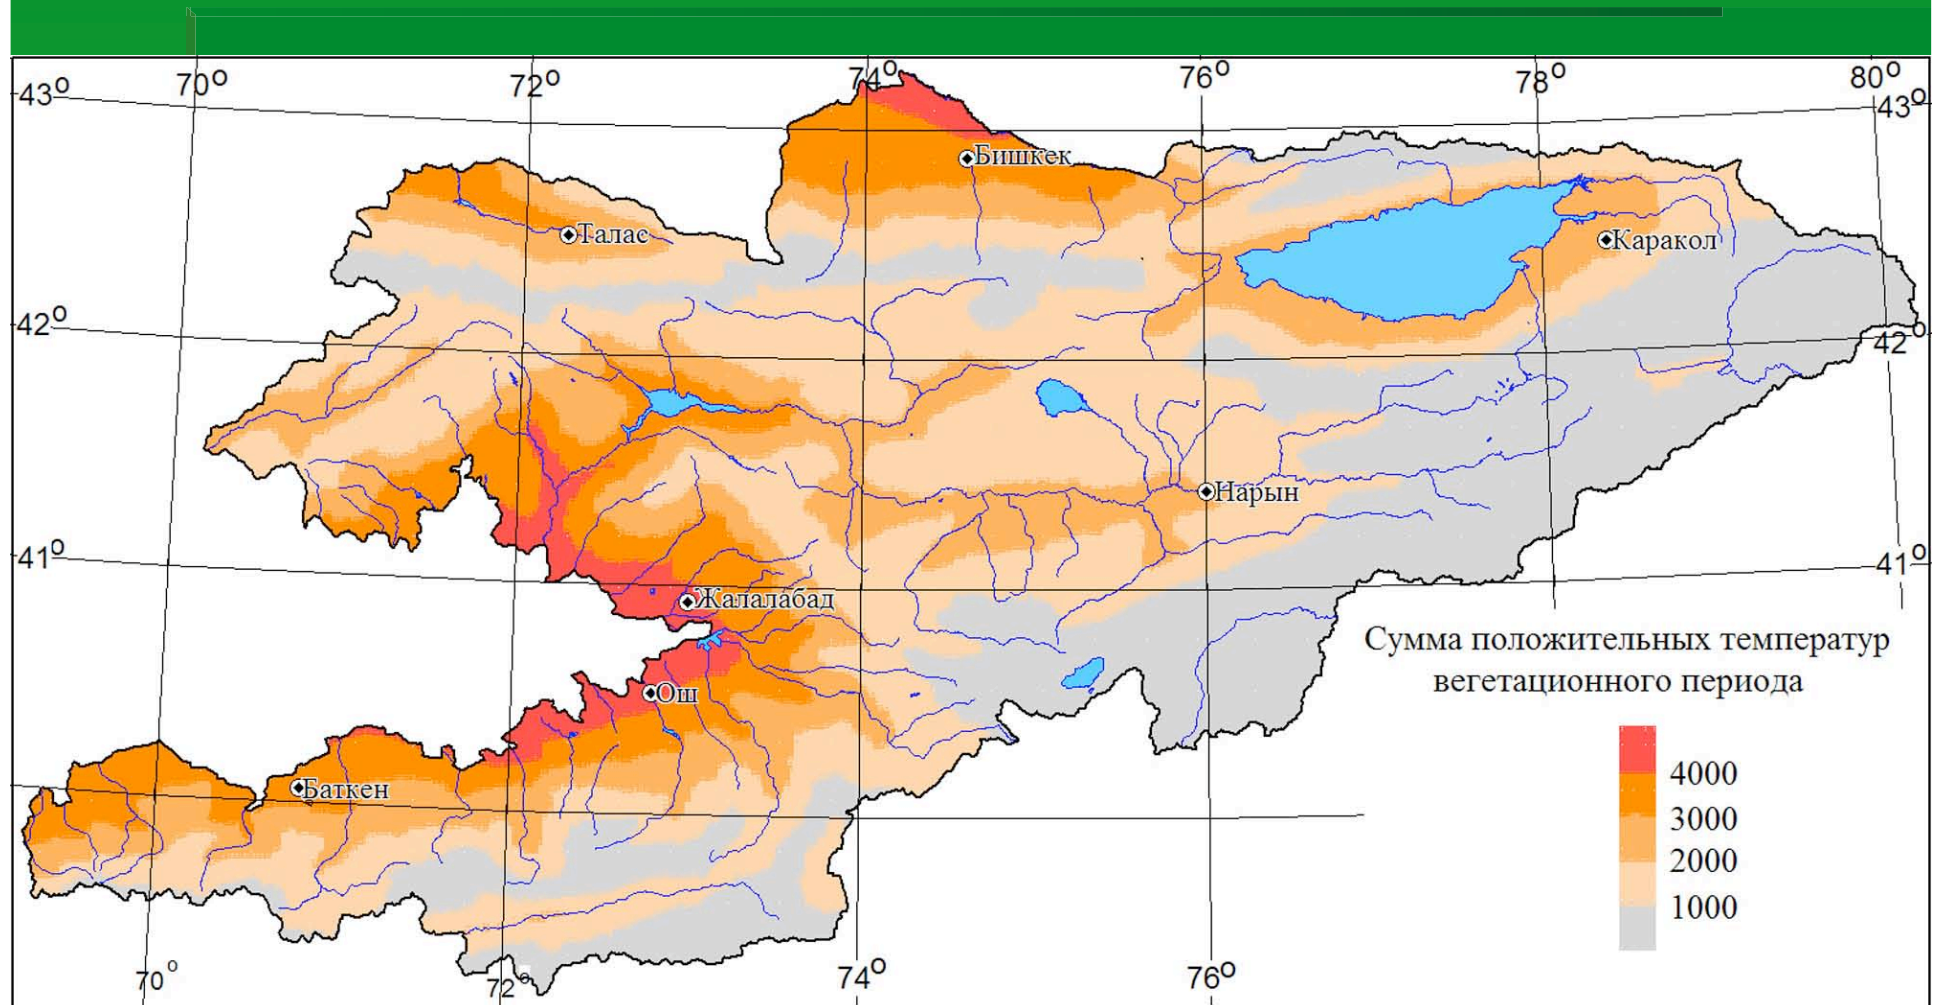 70° 72° 74° 76° 78° 80°
43° 43°
Бишкек
Талас
Каракол
42° 42°
Нарын
41° 41°
Жалалабад
Сумма положительных температур
вегетационного периода
Ош
Баткен
4000
3000
2000
1000
70° 72° 74° 76°